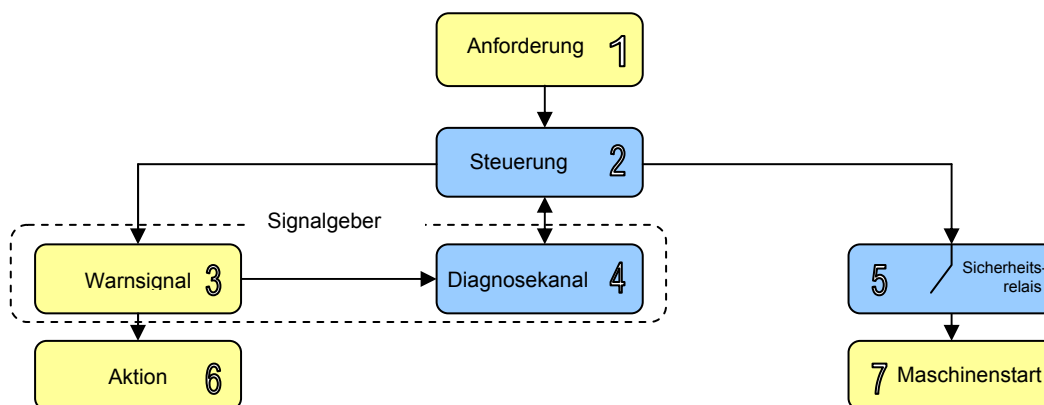 Anforderung 1
Steuerung 2
Signalgeber
Warnsignal 3
Diagnosekanal 4
5 Sicherheits-
relais
Aktion 6
7 Maschinenstart